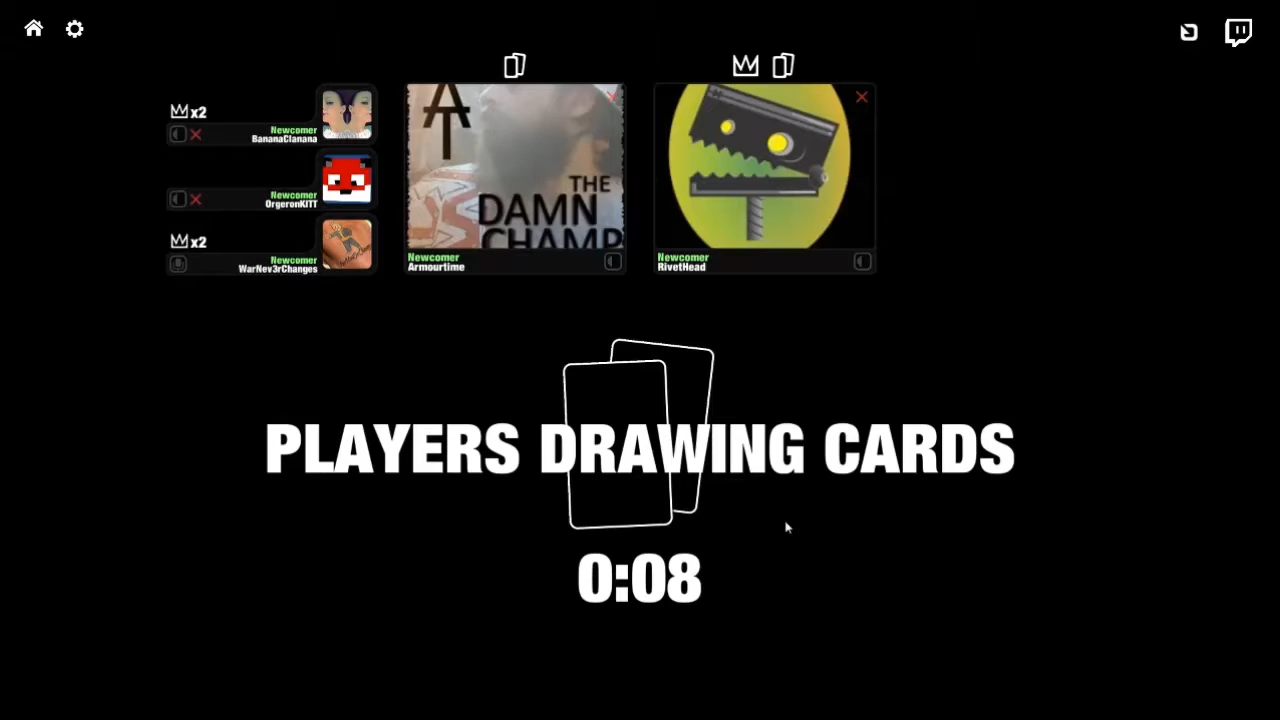 x2
Newcomer
BananaClanana
Newcomer
OrgeronKITT
x2
Newcomer
WarNev3rChanges
AT
THE
DAMN
CHAMP
Newcomer
Armourtime
Newcomer
RivetHead
PLAYERS DRAWING CARDS
0:08